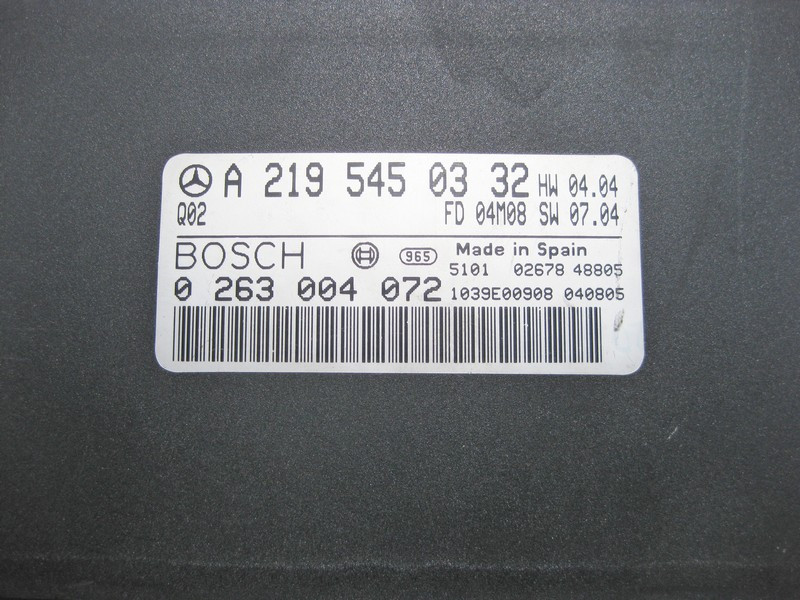 A 219 545 03 32 HW 04.04
Q02 FD 04M08 SW 07.04
BOSCH 965 Made in Spain
5101 02678 48805
0 263 004 072 1039E00908 040805